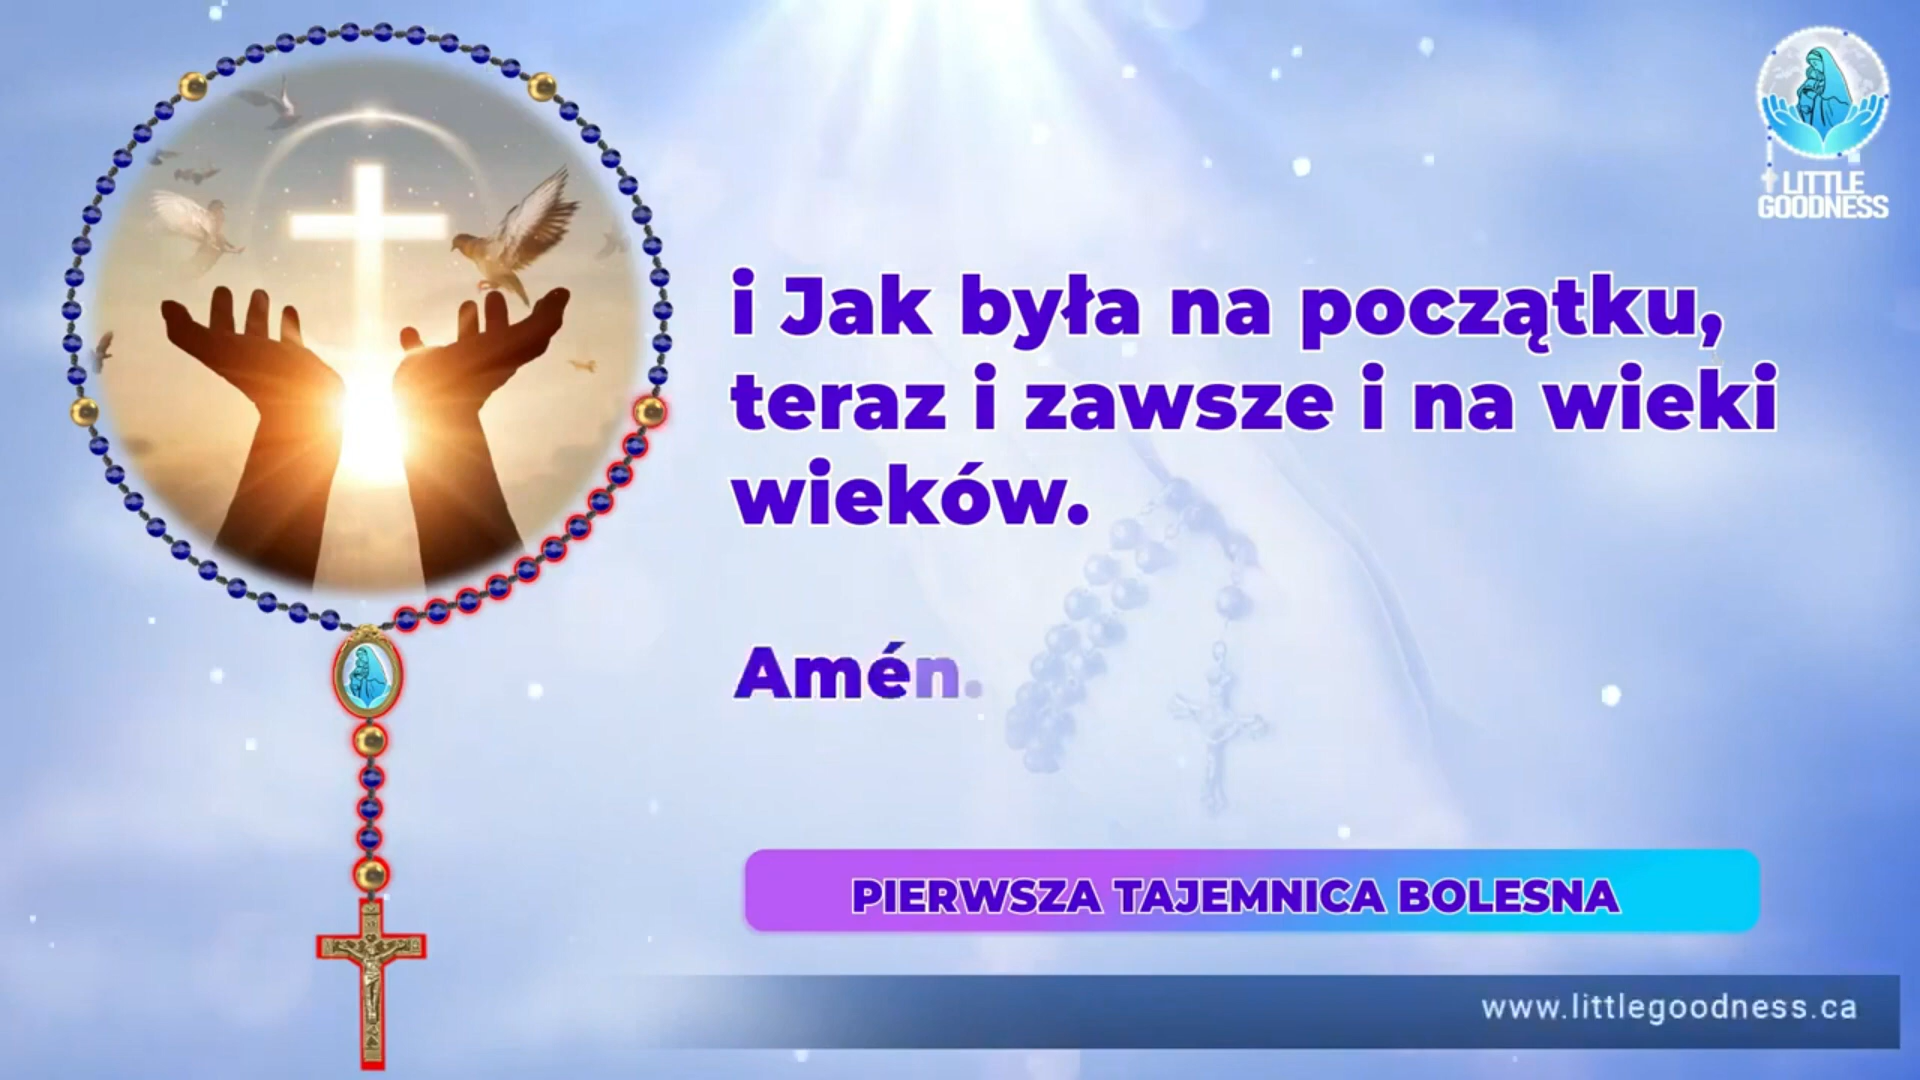 LITTLE
GOODNESS
i Jak była na początku,
teraz i zawsze i na wieki
wieków.
Amén.
PIERWSZA TAJEMNICA BOLESNA
www.littlegoodness.ca